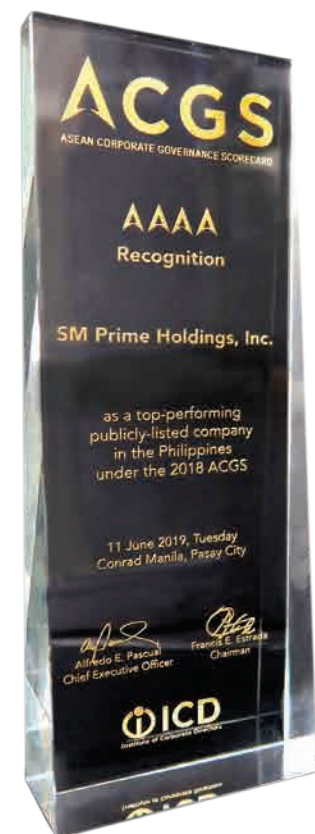 ACGS
ASEAN CORPORATE GOVERNANCE SCORECARD
AAAA
Recognition
SM Prime Holdings, Inc.
as a top-performing
publicly-listed company
in the Philippines
under the 2018 ACGS
11 June 2019, Tuesday
Conrad Manila, Pasay City
Alfredo E. Pascual
Chief Executive Officer
Francis E. Estrada
Chairman
ICD
Institute of Corporate Directors